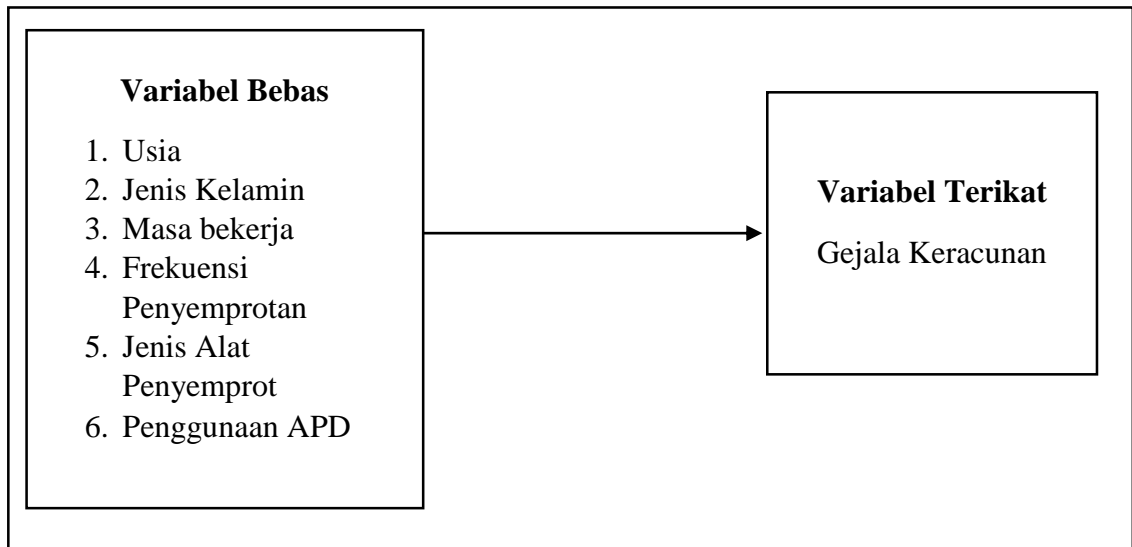 Variabel Bebas
1. Usia
2. Jenis Kelamin
3. Masa bekerja
4. Frekuensi
Penyemprotan
5. Jenis Alat
Penyemprot
6. Penggunaan APD
Variabel Terikat
Gejala Keracunan